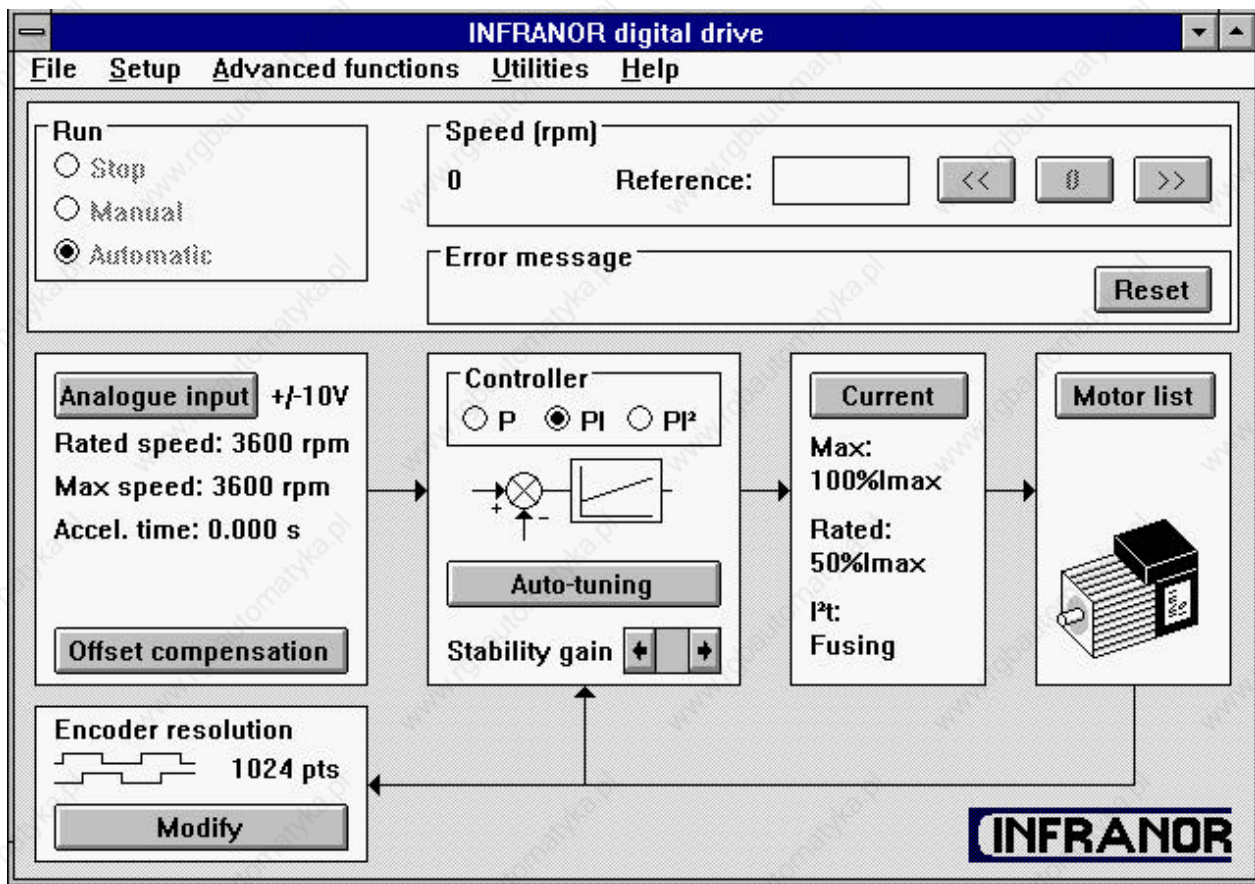 INFRANOR digital drive
File Setup Advanced functions Utilities Help
Run
Stop
Manual
Automatic
Speed (rpm)
0 Reference: << 0 >>
Error message
Reset
Analogue input +/-10V
Rated speed: 3600 rpm
Max speed: 3600 rpm
Accel. time: 0.000 s
Offset compensation
Controller
P PI PI²
+
-
Auto-tuning
Stability gain
Current
Max:
100%Imax
Rated:
50%Imax
I²t:
Fusing
Motor list
Encoder resolution
1024 pts
Modify
INFRANOR
www.rgbautomatyka.pl